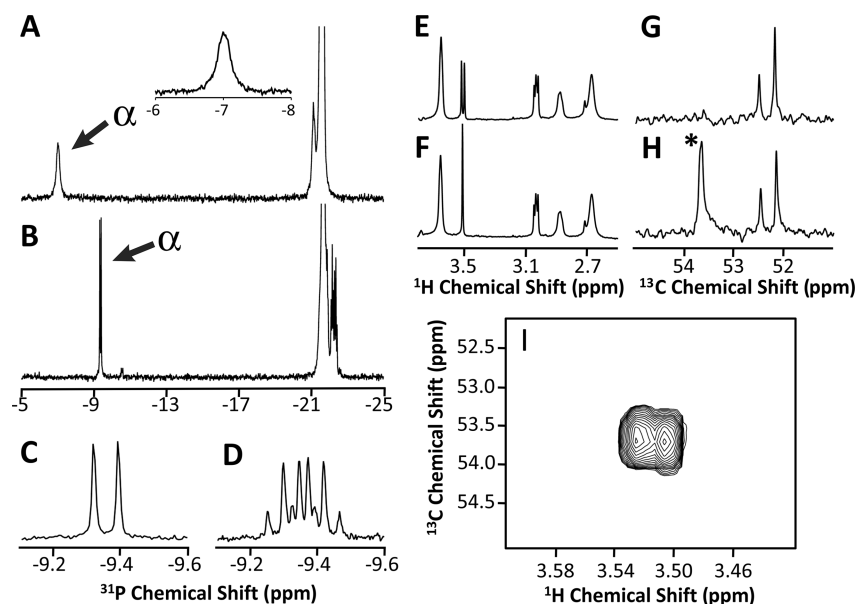 A
α
-6 -7 -8
B
α
-5 -9 -13 -17 -21 -25
C D
-9.2 -9.4 -9.6 -9.2 -9.4 -9.6
³¹P Chemical Shift (ppm)
E G
F H *
3.5 3.1 2.7 54 53 52
¹H Chemical Shift (ppm) ¹³C Chemical Shift (ppm)
I
52.5
53.0
53.5
54.0
54.5
¹³C Chemical Shift (ppm)
3.58 3.54 3.50 3.46
¹H Chemical Shift (ppm)